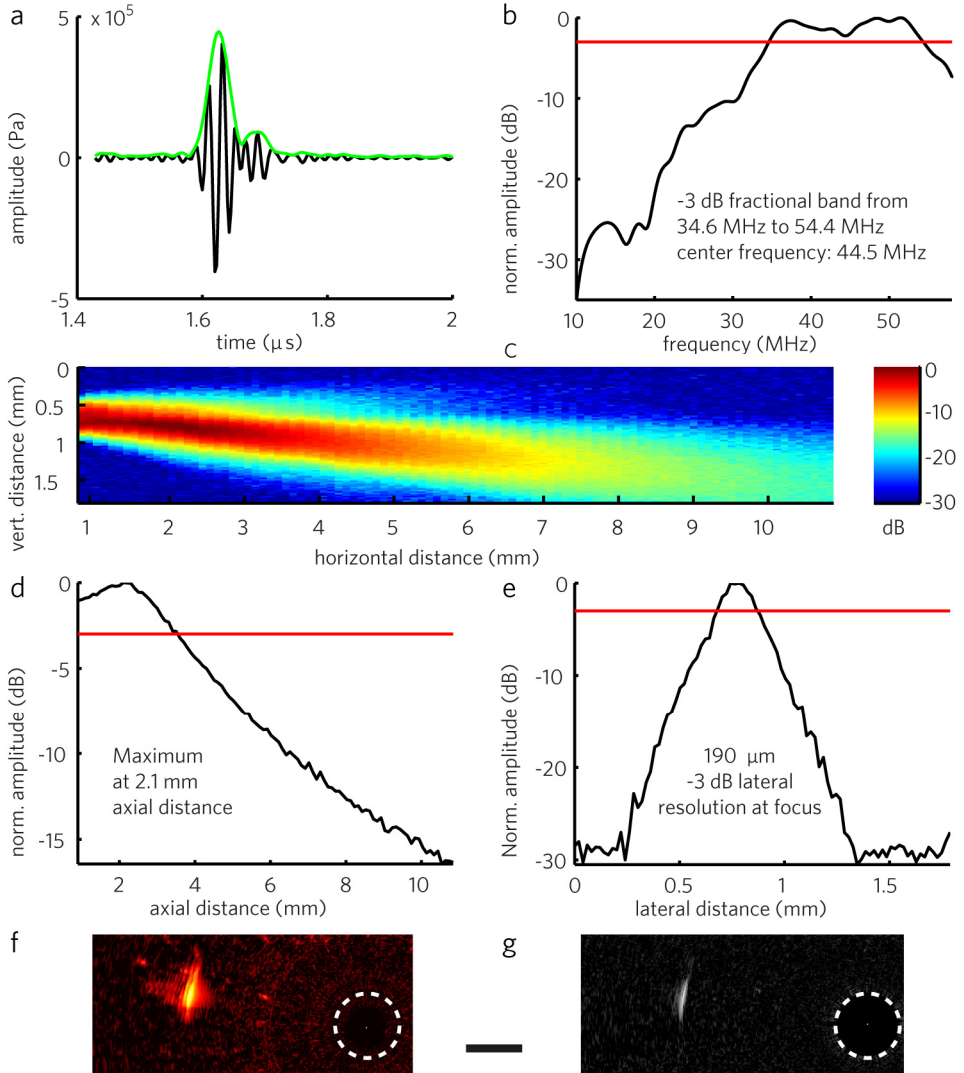 a
x 10⁵
5
0
-5
amplitude (Pa)
1.4
1.6
1.8
2
time (μs)
b
0
-10
-20
-30
norm. amplitude (dB)
-3 dB fractional band from
34.6 MHz to 54.4 MHz
center frequency: 44.5 MHz
10
20
30
40
50
frequency (MHz)
c
0
0.5
1
1.5
vert. distance (mm)
1
2
3
4
5
6
7
8
9
10
horizontal distance (mm)
0
-10
-20
-30
dB
d
0
-5
-10
-15
norm. amplitude (dB)
Maximum
at 2.1 mm
axial distance
2
4
6
8
10
axial distance (mm)
e
0
-10
-20
-30
Norm. amplitude (dB)
190 μm
-3 dB lateral
resolution at focus
0
0.5
1
1.5
lateral distance (mm)
f
g